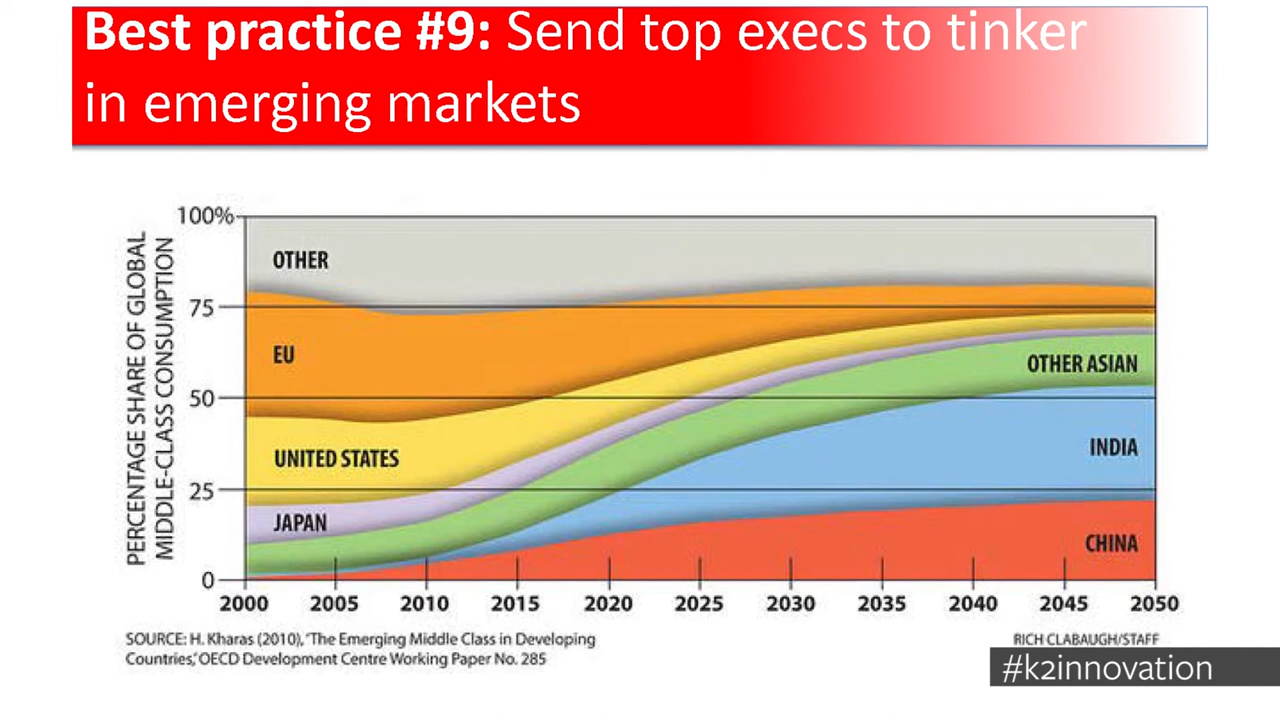 Best practice #9: Send top execs to tinker
in emerging markets
PERCENTAGE SHARE OF GLOBAL
MIDDLE-CLASS CONSUMPTION
100%
75
50
25
0
OTHER
EU
UNITED STATES
JAPAN
OTHER ASIAN
INDIA
CHINA
2000 2005 2010 2015 2020 2025 2030 2035 2040 2045 2050
SOURCE: H. Kharas (2010), 'The Emerging Middle Class in Developing
Countries,' OECD Development Centre Working Paper No. 285
RICH CLABAUGH/STAFF
#k2innovation